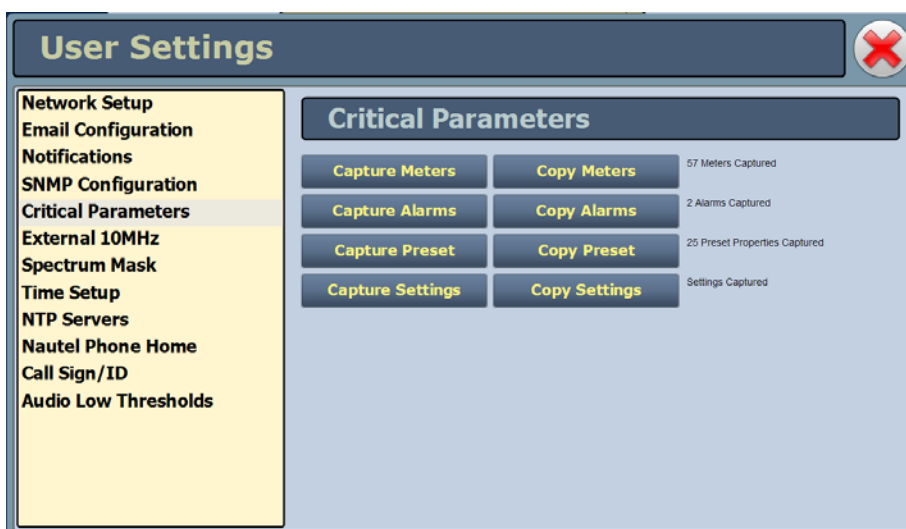 User Settings
Network Setup
Email Configuration
Notifications
SNMP Configuration
Critical Parameters
External 10MHz
Spectrum Mask
Time Setup
NTP Servers
Nautel Phone Home
Call Sign/ID
Audio Low Thresholds
Critical Parameters
Capture Meters Copy Meters 57 Meters Captured
Capture Alarms Copy Alarms 2 Alarms Captured
Capture Preset Copy Preset 25 Preset Properties Captured
Capture Settings Copy Settings Settings Captured